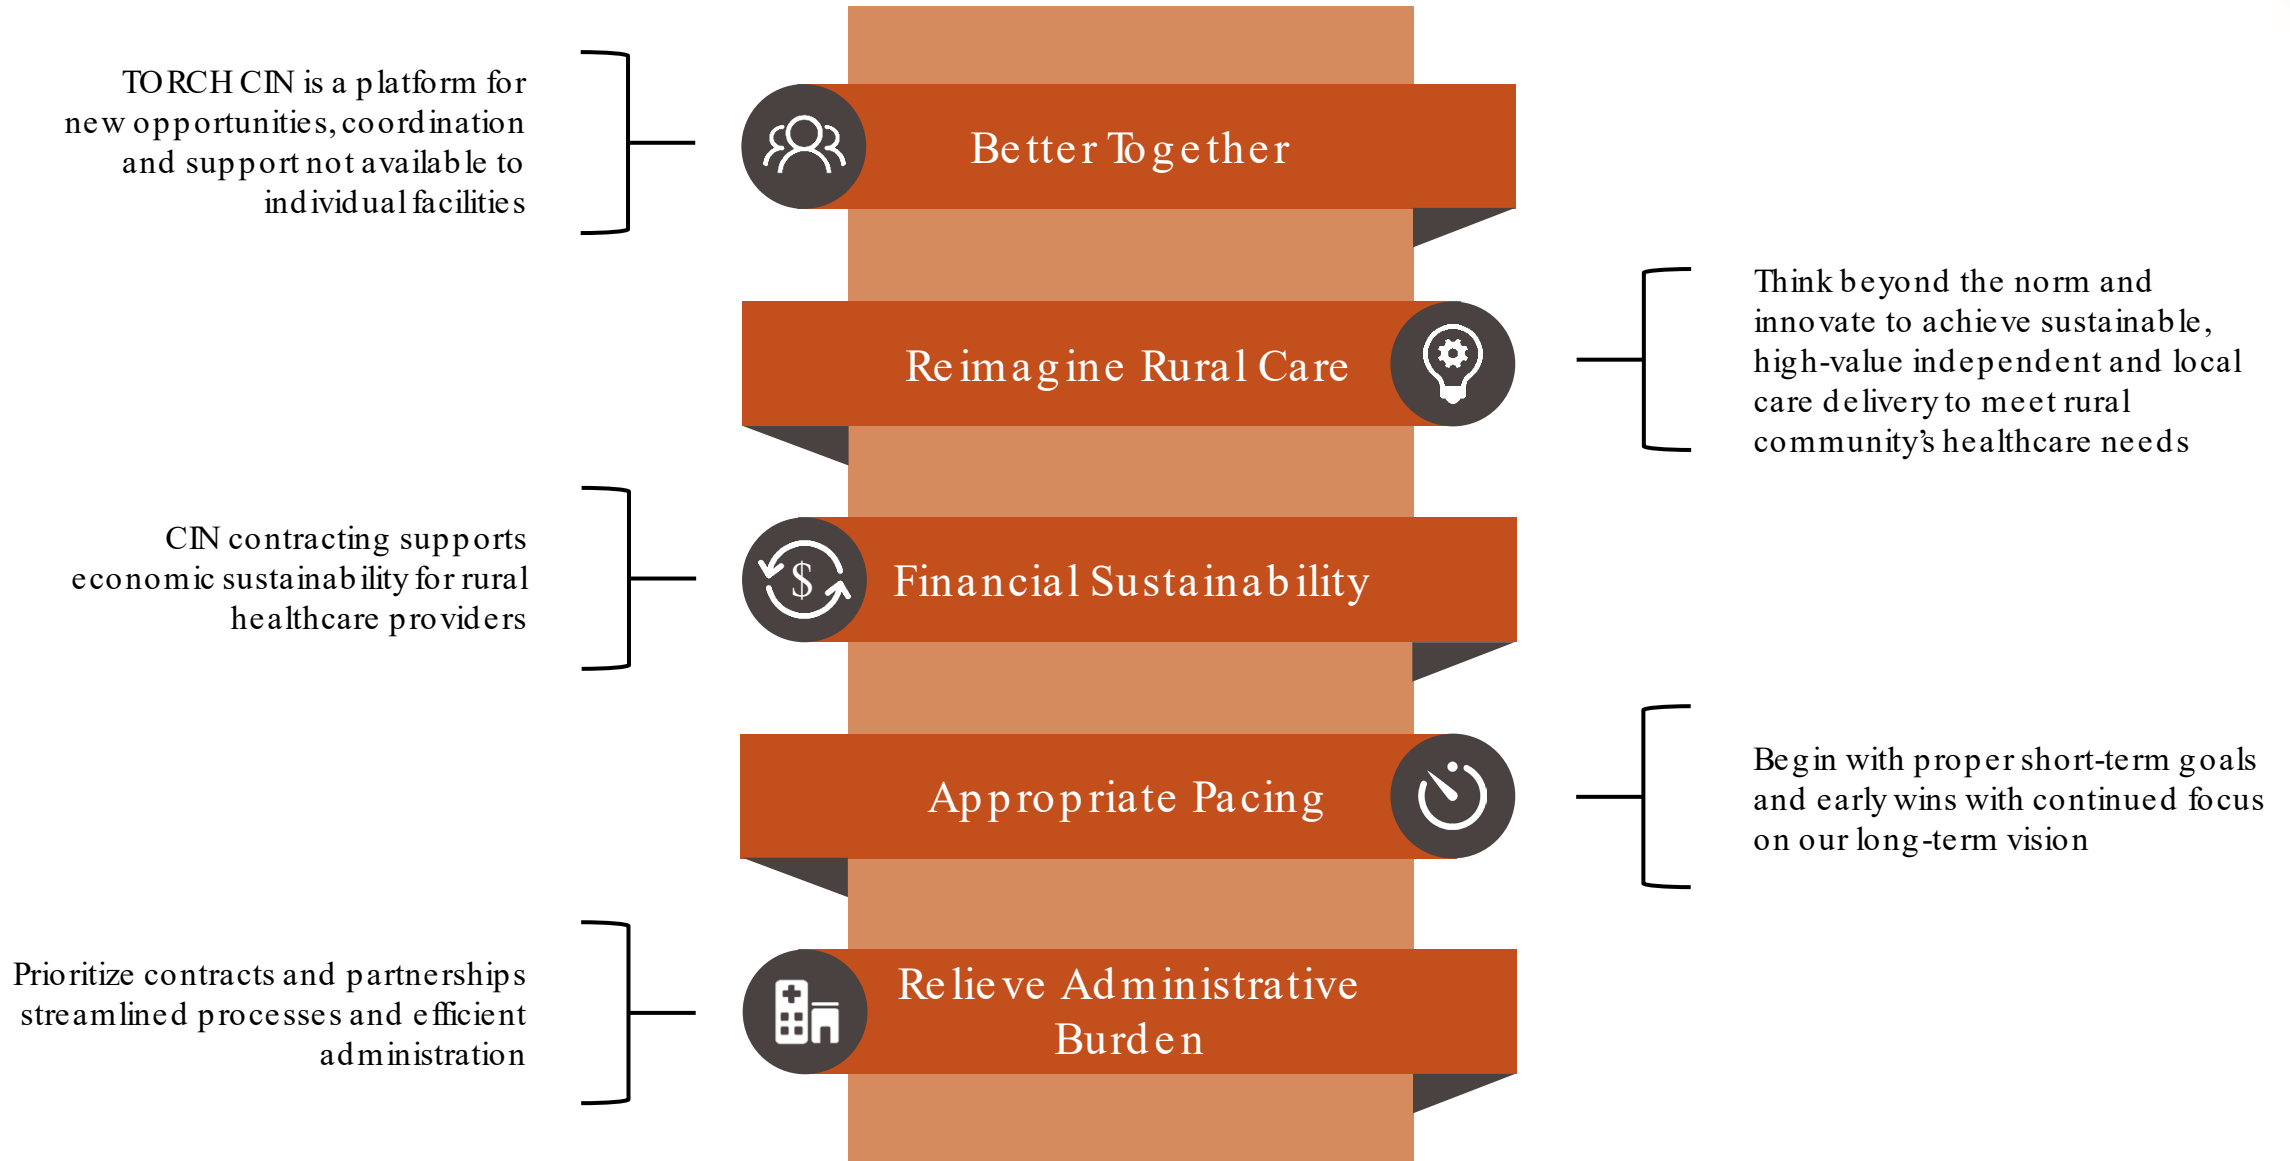 TORCH CIN is a platform for
new opportunities, coordination
and support not available to
individual facilities
Better Together
Reimagine Rural Care
Think beyond the norm and
innovate to achieve sustainable,
high-value independent and local
care delivery to meet rural
community's healthcare needs
CIN contracting supports
economic sustainability for rural
healthcare providers
$
Financial Sustainability
Appropriate Pacing
Begin with proper short-term goals
and early wins with continued focus
on our long-term vision
Prioritize contracts and partnerships
streamlined processes and efficient
administration
Relieve Administrative
Burden